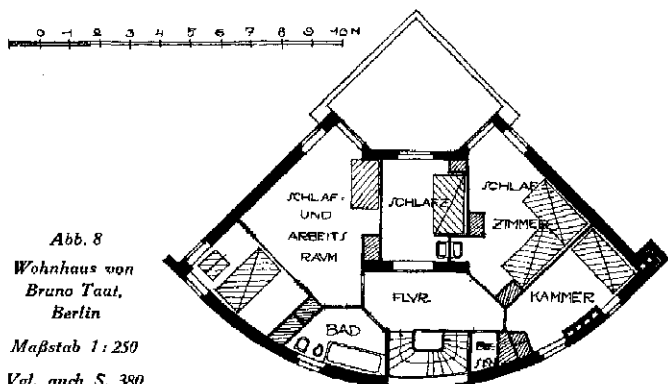 0 1 2 3 4 5 6 7 8 9 10 M
SCHLAF-
UND
ARBEITS
RAUM
SCHLAFZ.
SCHLAF-
ZIMMER
KAMMER
FLUR.
BAD
Abb. 8
Wohnhaus von
Bruno Taut,
Berlin
Maßstab 1:250
Vgl. auch S. 380